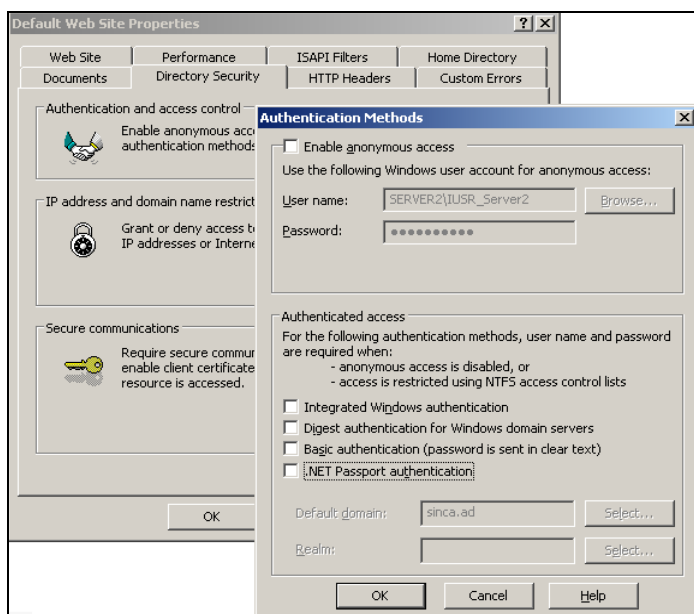 Default Web Site Properties
Web Site
Performance
ISAPI Filters
Home Directory
Documents
Directory Security
HTTP Headers
Custom Errors
Authentication and access control
Enable anonymous acc
authentication methods
IP address and domain name restrict
Grant or deny access t
IP addresses or Interne
Secure communications
Require secure commu
enable client certificate
resource is accessed.
OK
Authentication Methods
Enable anonymous access
Use the following Windows user account for anonymous access:
User name:
SERVER2\IUSR_Server2
Browse...
Password:
●●●●●●●●●●
Authenticated access
For the following authentication methods, user name and password
are required when:
- anonymous access is disabled, or
- access is restricted using NTFS access control lists
Integrated Windows authentication
Digest authentication for Windows domain servers
Basic authentication (password is sent in clear text)
.NET Passport authentication
Default domain:
sinca.ad
Select...
Realm:
Select...
OK
Cancel
Help